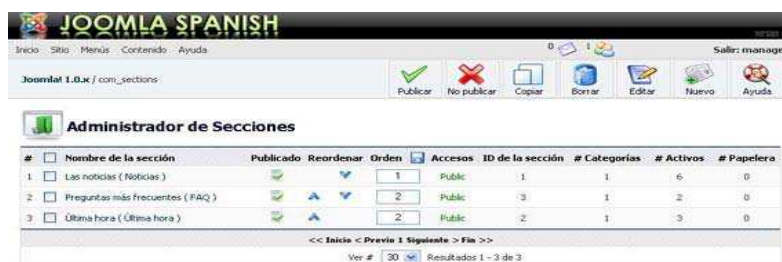 JOOMLA SPANISH
Inicio Sitio Menús Contenido Ayuda 0 1 Salir: manage
Joomla! 1.0.x / com_sections
Publicar No publicar Copiar Borrar Editar Nuevo Ayuda
Administrador de Secciones
# Nombre de la sección Publicado Reordenar Orden Accesos ID de la sección # Categorías # Activos # Papelera
1 Las noticias ( Noticias ) 1 Public 1 1 6 0
2 Preguntas más frecuentes ( FAQ ) 2 Public 3 1 2 0
3 Última hora ( Última hora ) 2 Public 2 1 3 0
<< Inicio < Previo 1 Siguiente > Fin >>
Ver # 30 Resultados 1 - 3 de 3